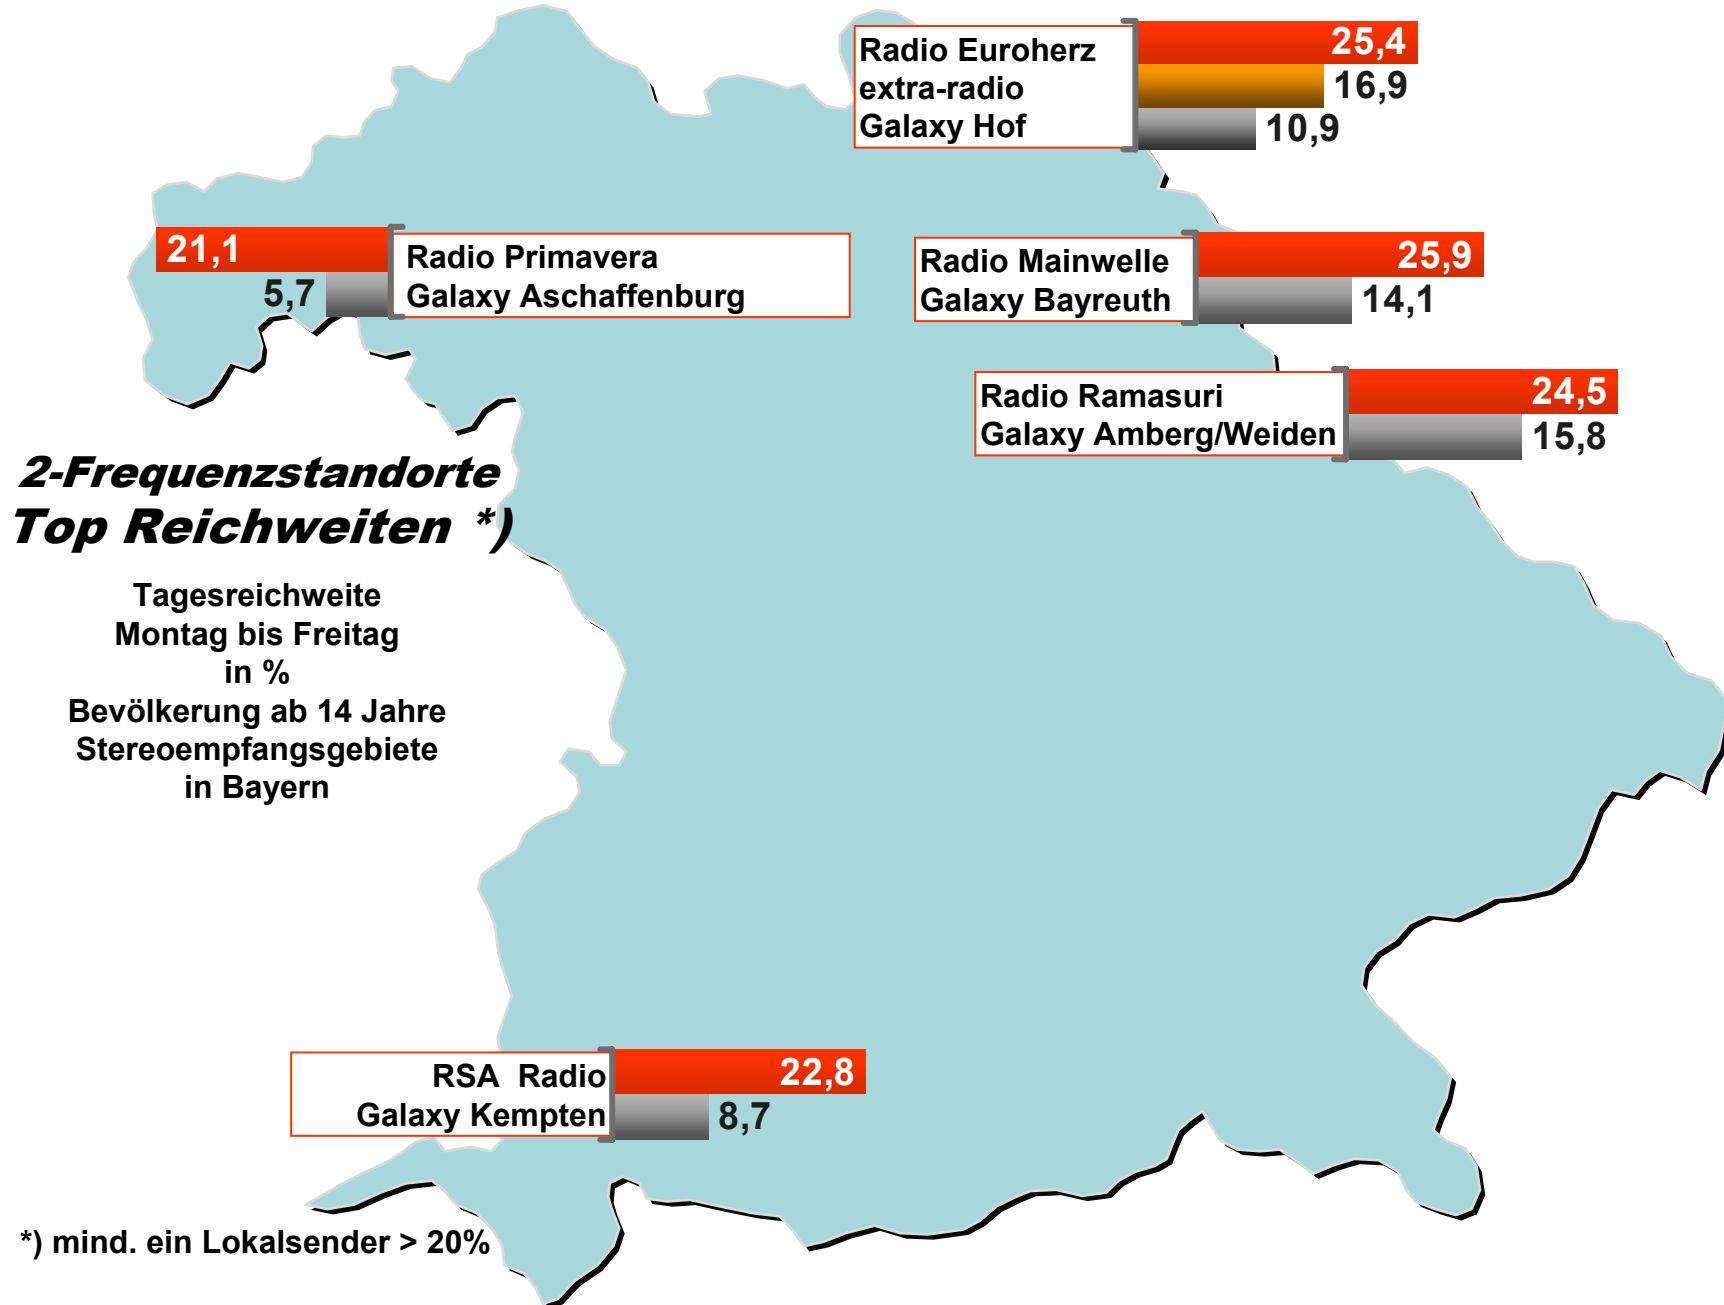 Radio Euroherz 25,4
extra-radio 16,9
Galaxy Hof 10,9
21,1 Radio Primavera
5,7 Galaxy Aschaffenburg
Radio Mainwelle 25,9
Galaxy Bayreuth 14,1
Radio Ramasuri 24,5
Galaxy Amberg/Weiden 15,8
2-Frequenzstandorte
Top Reichweiten *)
Tagesreichweite
Montag bis Freitag
in %
Bevölkerung ab 14 Jahre
Stereoempfangsgebiete
in Bayern
RSA Radio 22,8
Galaxy Kempten 8,7
*) mind. ein Lokalsender > 20%